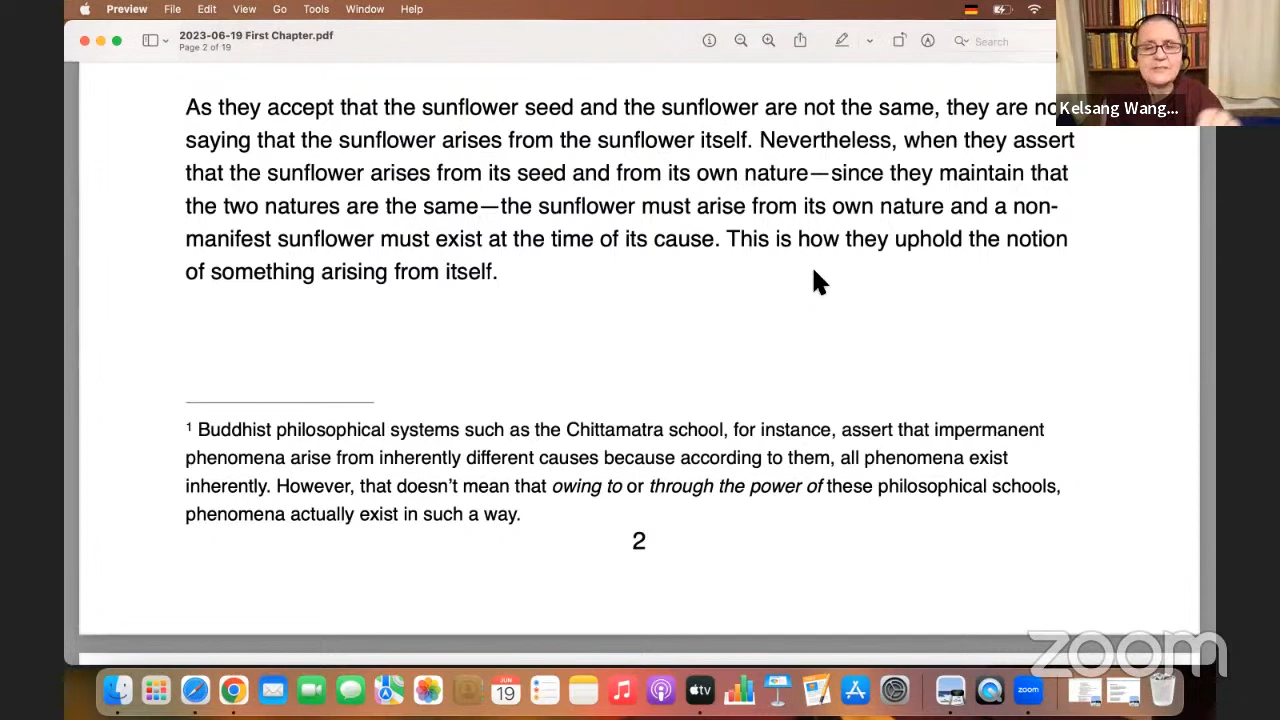 Preview File Edit View Go Tools Window Help
2023-06-19 First Chapter.pdf
Page 2 of 19
Search
Kelsang Wang...
As they accept that the sunflower seed and the sunflower are not the same, they are no
saying that the sunflower arises from the sunflower itself. Nevertheless, when they assert
that the sunflower arises from its seed and from its own nature—since they maintain that
the two natures are the same—the sunflower must arise from its own nature and a non-
manifest sunflower must exist at the time of its cause. This is how they uphold the notion
of something arising from itself.
¹ Buddhist philosophical systems such as the Chittamatra school, for instance, assert that impermanent
phenomena arise from inherently different causes because according to them, all phenomena exist
inherently. However, that doesn’t mean that owing to or through the power of these philosophical schools,
phenomena actually exist in such a way.
2
zoom
JUN
19
tv
zoom